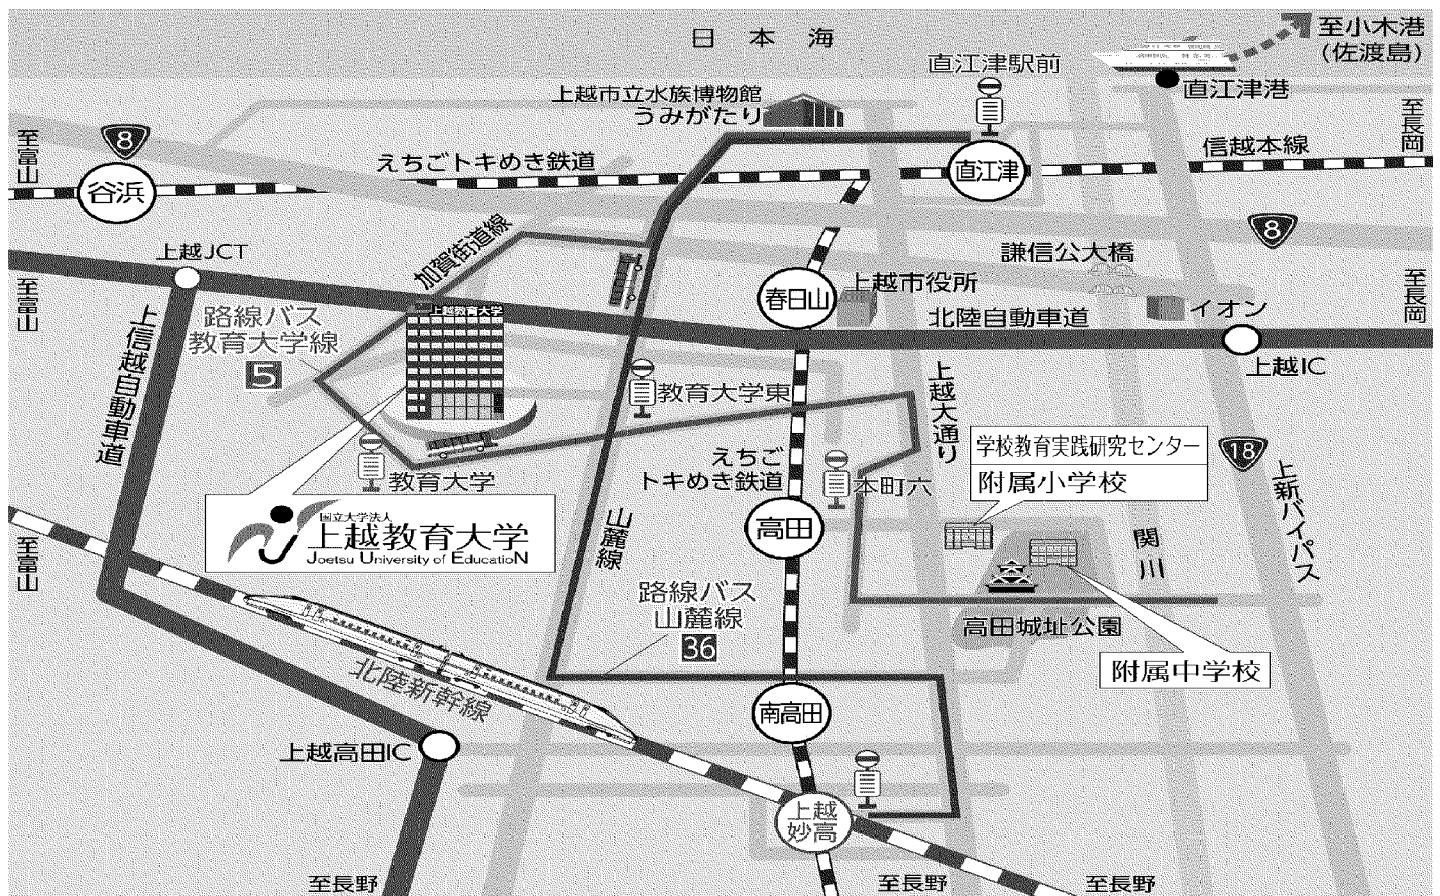 日本海
至小木港
(佐渡島)
直江津駅前
直江津港
上越市立水族博物館
うみがたり
至富山
8
至長岡
えちごトキめき鉄道
信越本線
谷浜
直江津
加賀街道線
8
上越JCT
謙信公大橋
至富山
春日山
上越市役所
至長岡
路線バス
教育大学線
5
上越教育大学
北陸自動車道
イオン
上越IC
上信越自動車道
教育大学東
上越大通り
学校教育実践研究センター
附属小学校
18
えちご
トキめき鉄道
教育大学
本町六
上新バイパス
国立大学法人
上越教育大学
Joetsu University of EducatioN
山麓線
高田
関川
至富山
路線バス
山麓線
36
高田城址公園
附属中学校
北陸新幹線
南高田
上越高田IC
上越
妙高
至長野
至長野
至長野